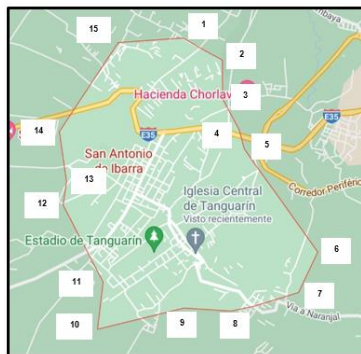 15
1
2
Hacienda Chorlav
3
E35
14
E35
4
5
San Antonio
de Ibarra
Corredor Periféric
13
Iglesia Central
de Tanguarín
Visto recientemente
12
Estadio de Tanguarín
6
11
7
10
9
8
Vía a Naranjal